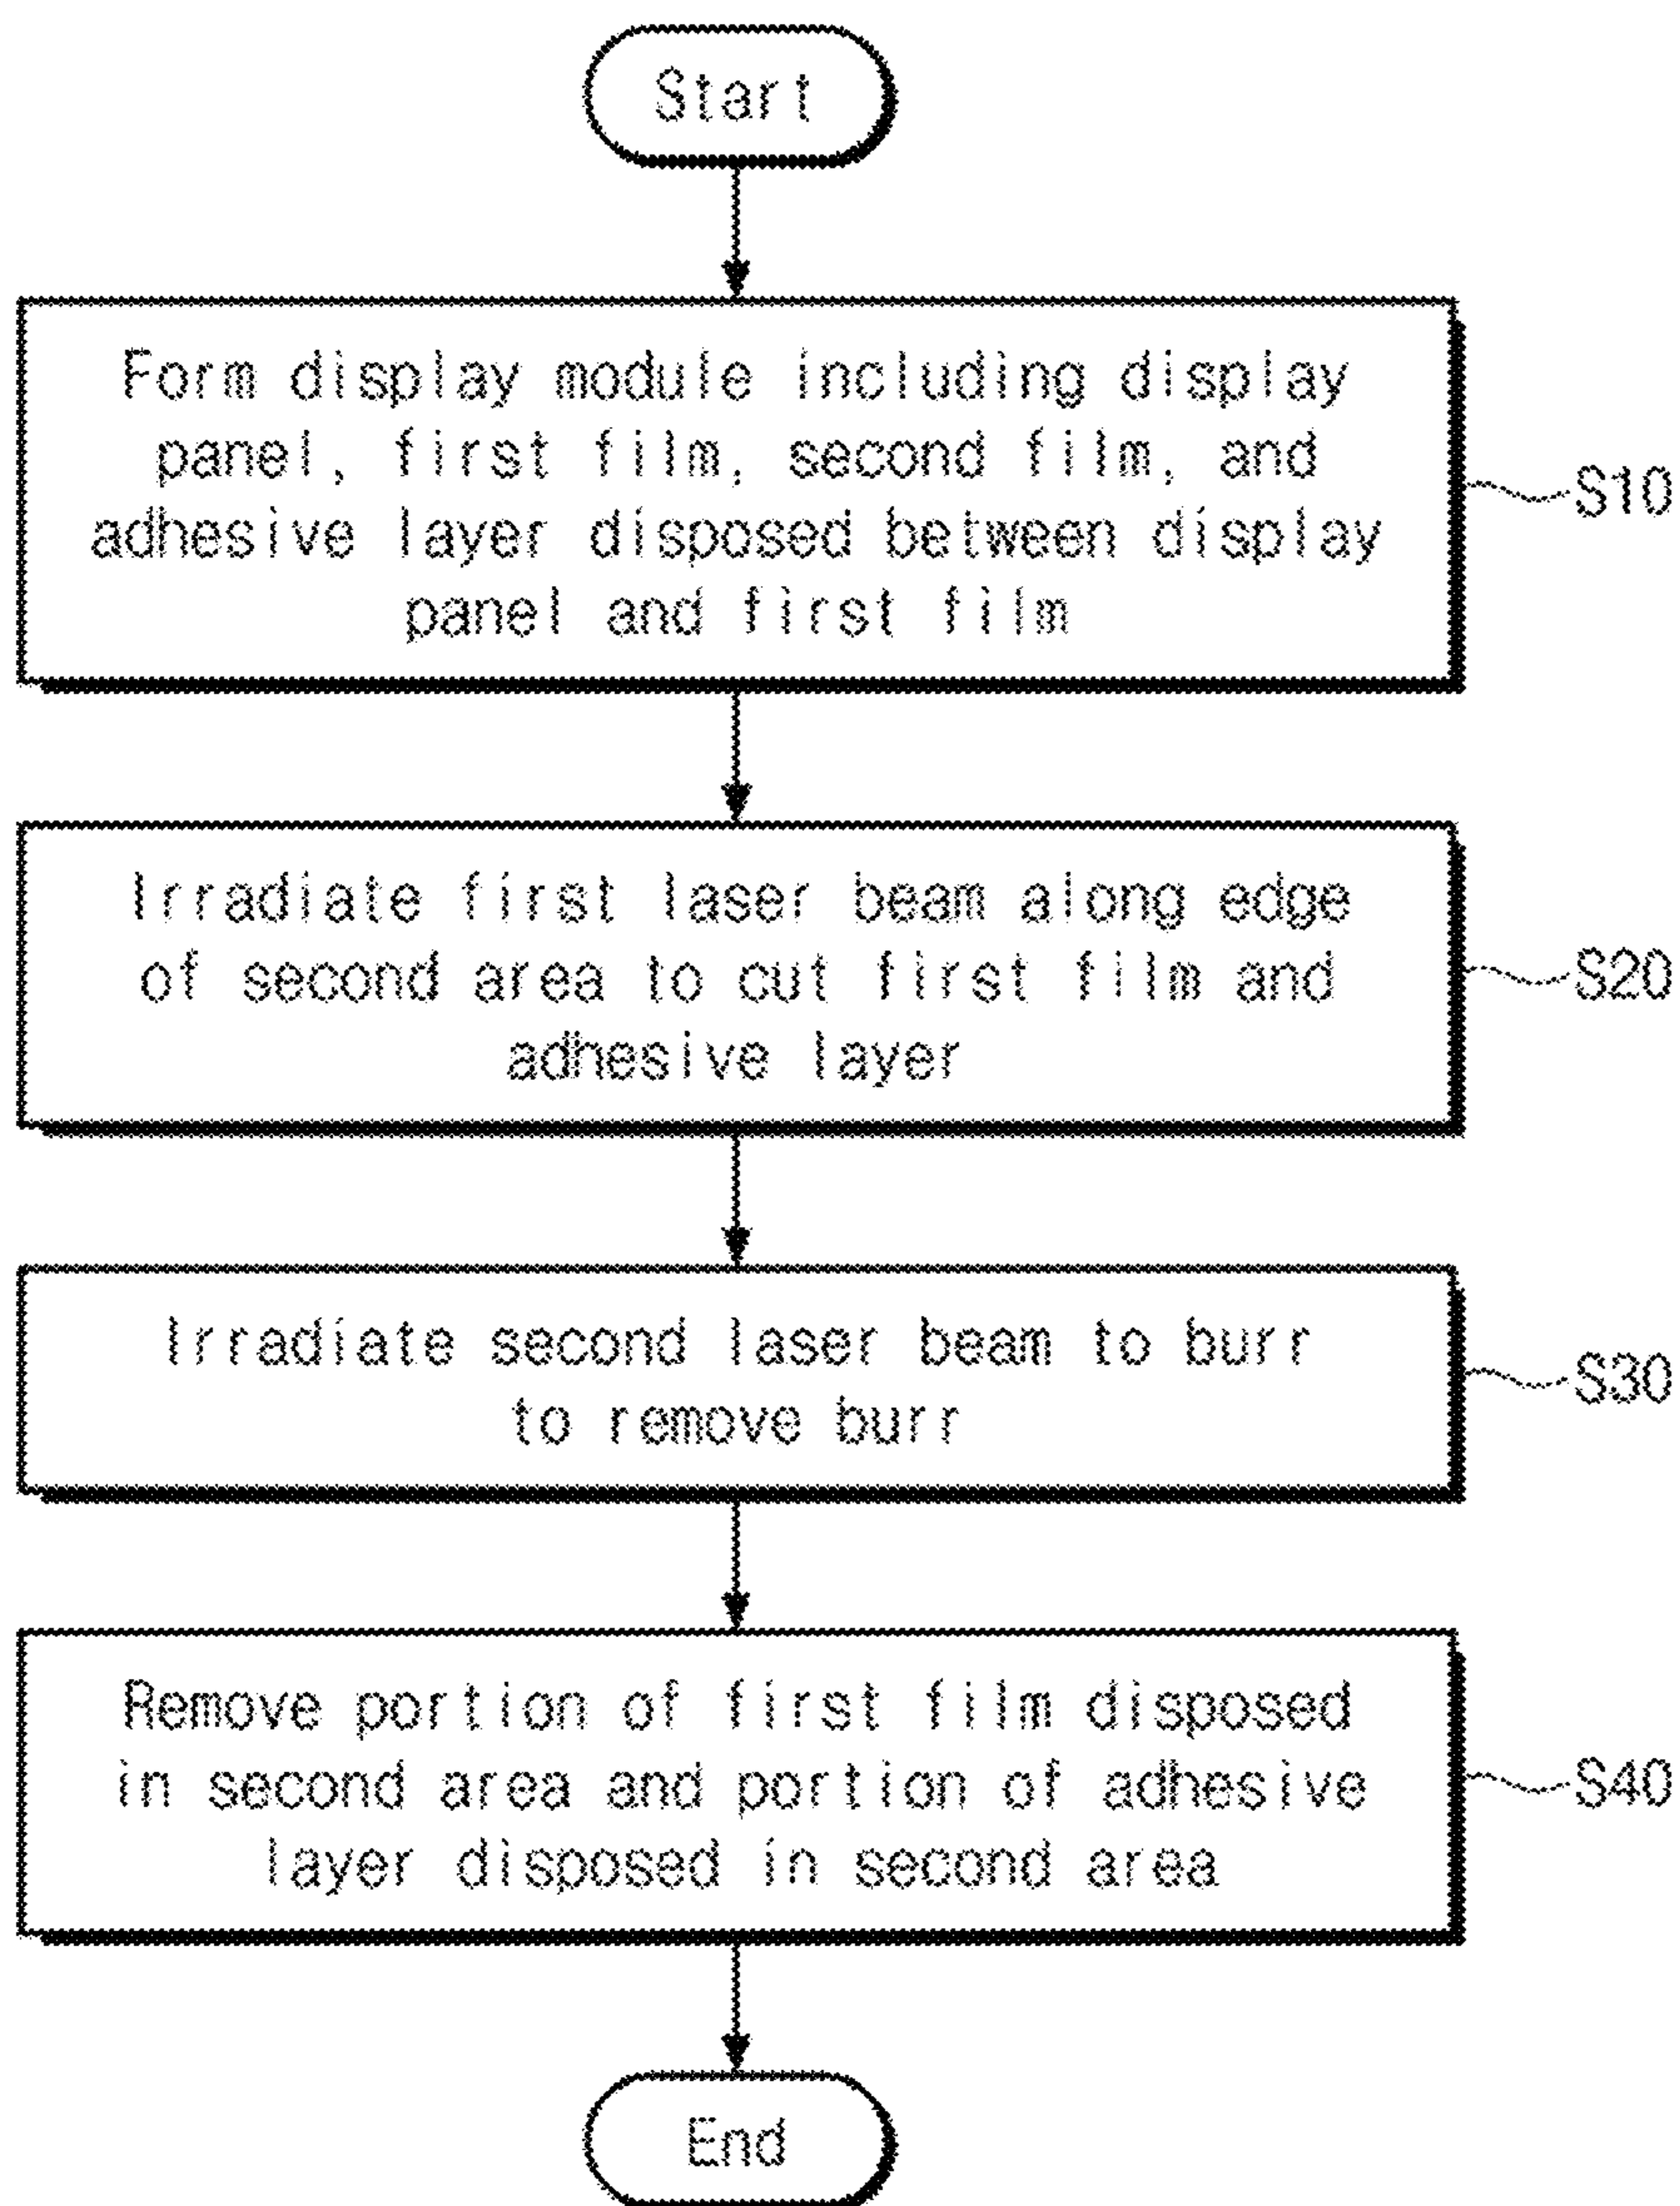 Start
Form display module including display
panel, first film, second film, and
adhesive layer disposed between display
panel and first film
S10
Irradiate first laser beam along edge
of second area to cut first film and
adhesive layer
S20
Irradiate second laser beam to burr
to remove burr
S30
Remove portion of first film disposed
in second area and portion of adhesive
layer disposed in second area
S40
End